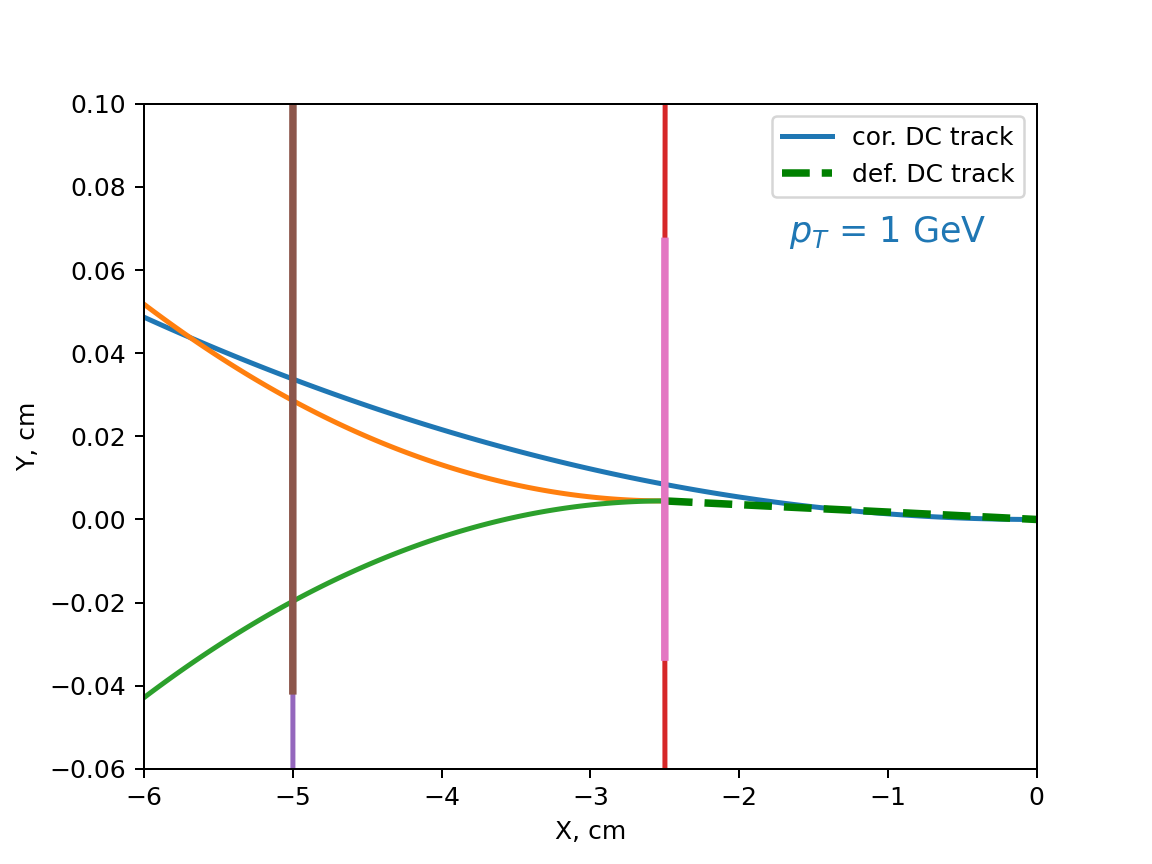 0.10
0.08
0.06
0.04
0.02
0.00
−0.02
−0.04
−0.06
Y, cm
cor. DC track
def. DC track
p_T = 1 GeV
−6 −5 −4 −3 −2 −1 0
X, cm